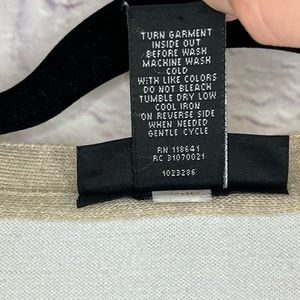 TURN GARMENT
INSIDE OUT
BEFORE WASH
MACHINE WASH
COLD
WITH LIKE COLORS
DO NOT BLEACH
TUMBLE DRY LOW
COOL IRON
ON REVERSE SIDE
WHEN NEEDED
GENTLE CYCLE
RN 118641
RC 31070021
1023286